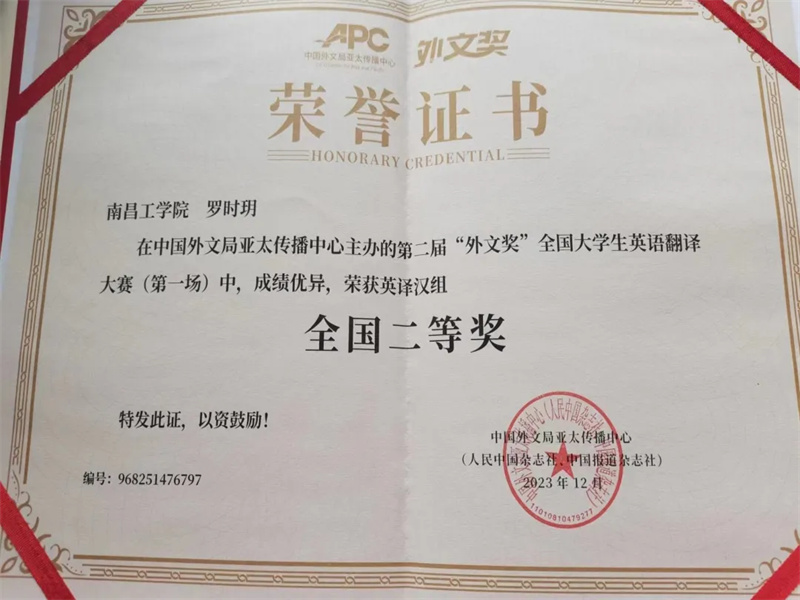 APC 外文奖
中国外文局亚太传播中心
荣誉证书
HONORARY CREDENTIAL
南昌工学院 罗时玥
在中国外文局亚太传播中心主办的第二届“外文奖”全国大学生英语翻译
大赛（第一场）中，成绩优异，荣获英译汉组
全国二等奖
特发此证，以资鼓励！
中国外文局亚太传播中心
（人民中国杂志社、中国报道杂志社）
编号：968251476797
2023 年 12 月
11010810479277